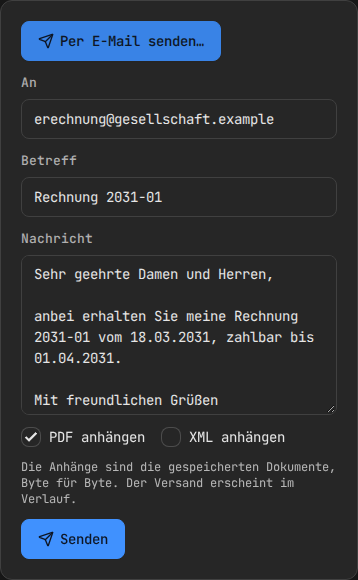 Per E-Mail senden…
An
erechnung@gesellschaft.example
Betreff
Rechnung 2031-01
Nachricht
Sehr geehrte Damen und Herren,
anbei erhalten Sie meine Rechnung
2031-01 vom 18.03.2031, zahlbar bis
01.04.2031.
Mit freundlichen Grüßen
PDF anhängen XML anhängen
Die Anhänge sind die gespeicherten Dokumente,
Byte für Byte. Der Versand erscheint im
Verlauf.
Senden